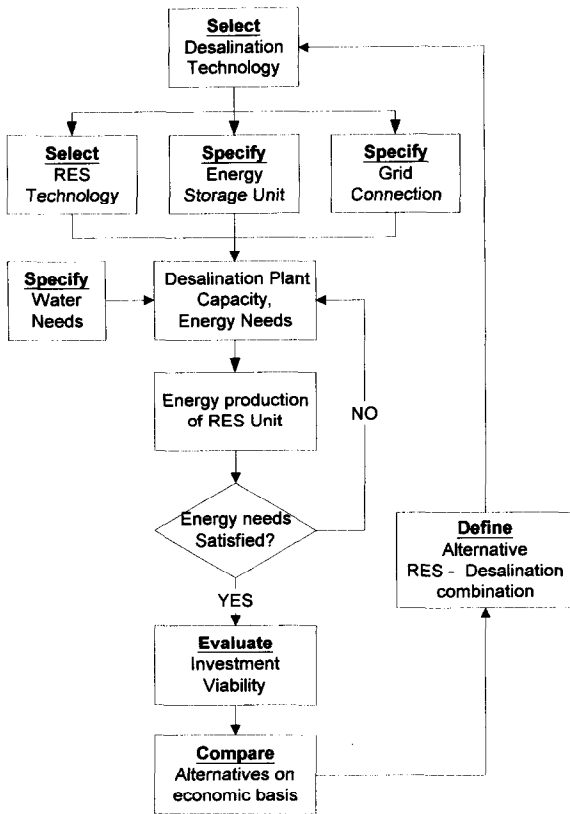 Select
Desalination
Technology
Select
RES
Technology
Specify
Energy
Storage Unit
Specify
Grid
Connection
Specify
Water
Needs
Desalination Plant
Capacity,
Energy Needs
Energy production
of RES Unit
NO
Energy needs
Satisfied?
YES
Define
Alternative
RES - Desalination
combination
Evaluate
Investment
Viability
Compare
Alternatives on
economic basis